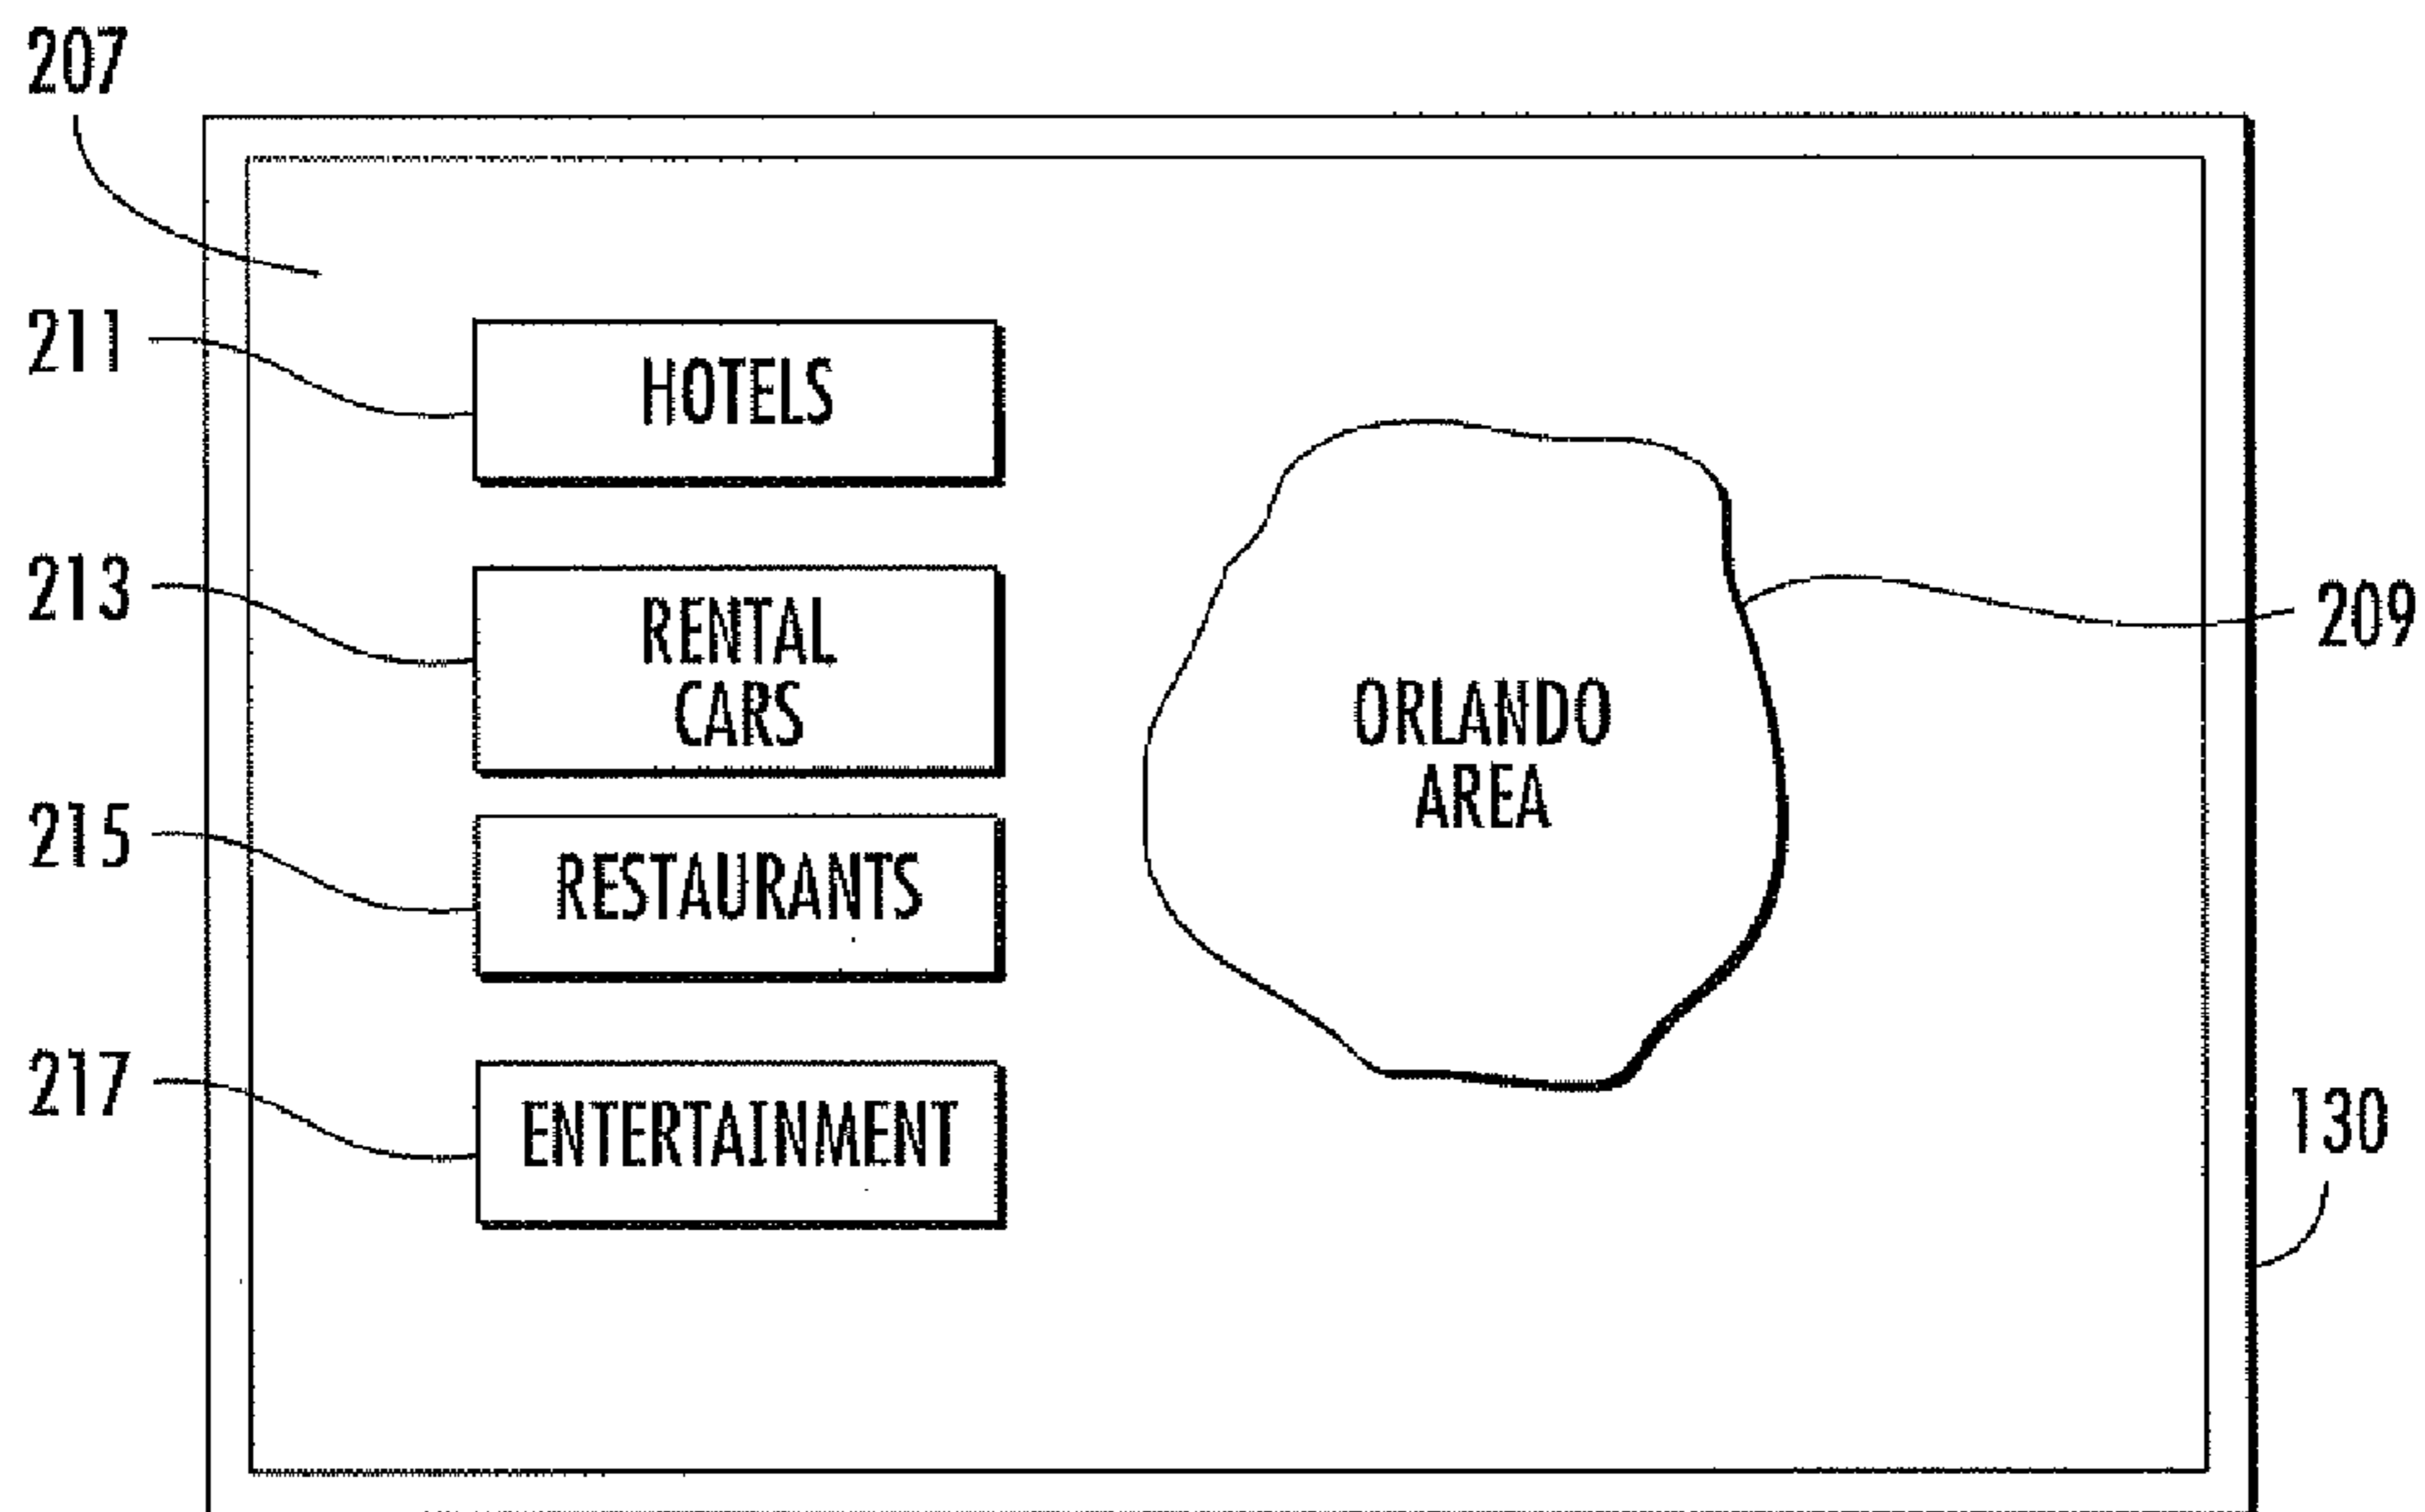 207
211
HOTELS
213
RENTAL
CARS
209
ORLANDO
AREA
215
RESTAURANTS
217
ENTERTAINMENT
130